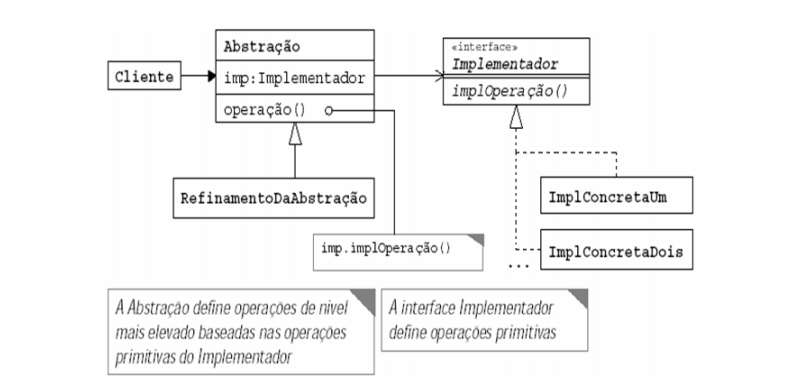 Cliente
Abstração
imp:Implementador
operação()
«interface»
Implementador
implOperação()
RefinamentoDaAbstração
ImplConcretaUm
imp.implOperação()
ImplConcretaDois
...
A Abstração define operações de nível
mais elevado baseadas nas operações
primitivas do Implementador
A interface Implementador
define operações primitivas